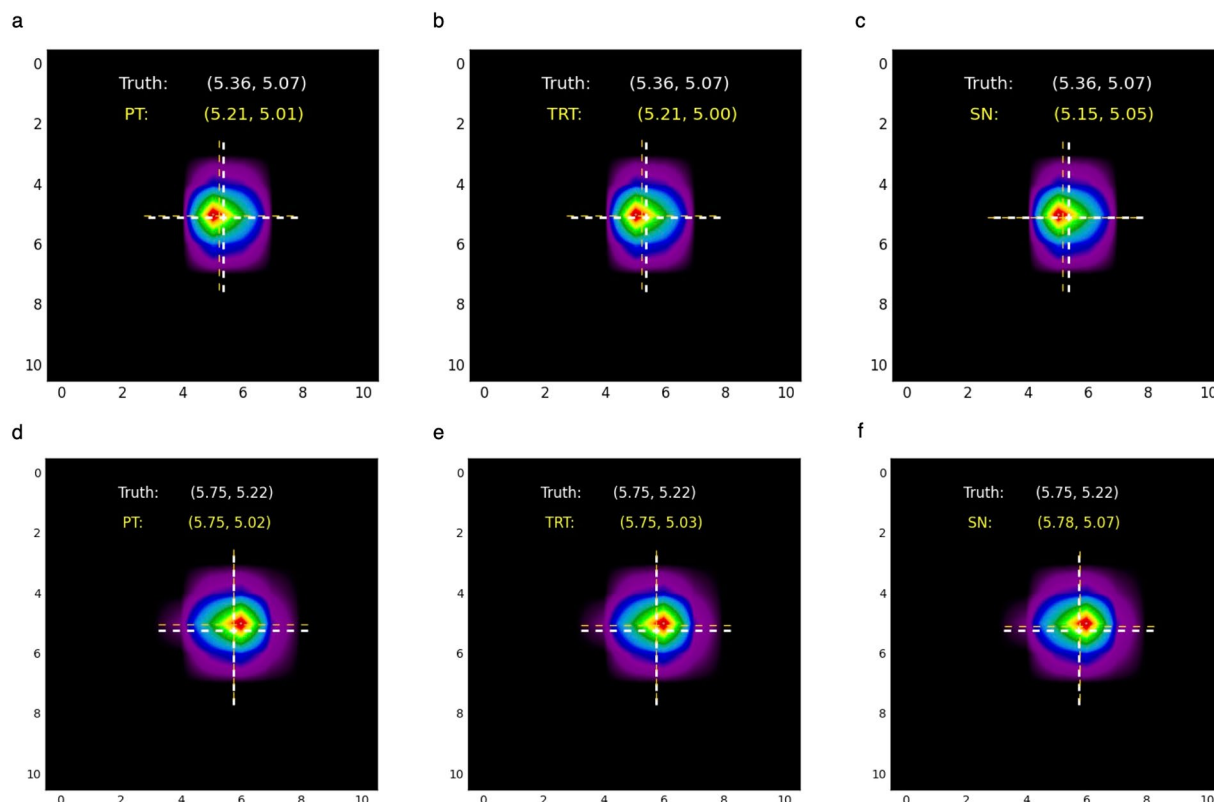 a
b
c
0
Truth: (5.36, 5.07)
PT: (5.21, 5.01)
2
4
6
8
10
0 2 4 6 8 10
0
Truth: (5.36, 5.07)
TRT: (5.21, 5.00)
2
4
6
8
10
0 2 4 6 8 10
0
Truth: (5.36, 5.07)
SN: (5.15, 5.05)
2
4
6
8
10
0 2 4 6 8 10
d
e
f
0
Truth: (5.75, 5.22)
PT: (5.75, 5.02)
2
4
6
8
10
0 2 4 6 8 10
0
Truth: (5.75, 5.22)
TRT: (5.75, 5.03)
2
4
6
8
10
0 2 4 6 8 10
0
Truth: (5.75, 5.22)
SN: (5.78, 5.07)
2
4
6
8
10
0 2 4 6 8 10